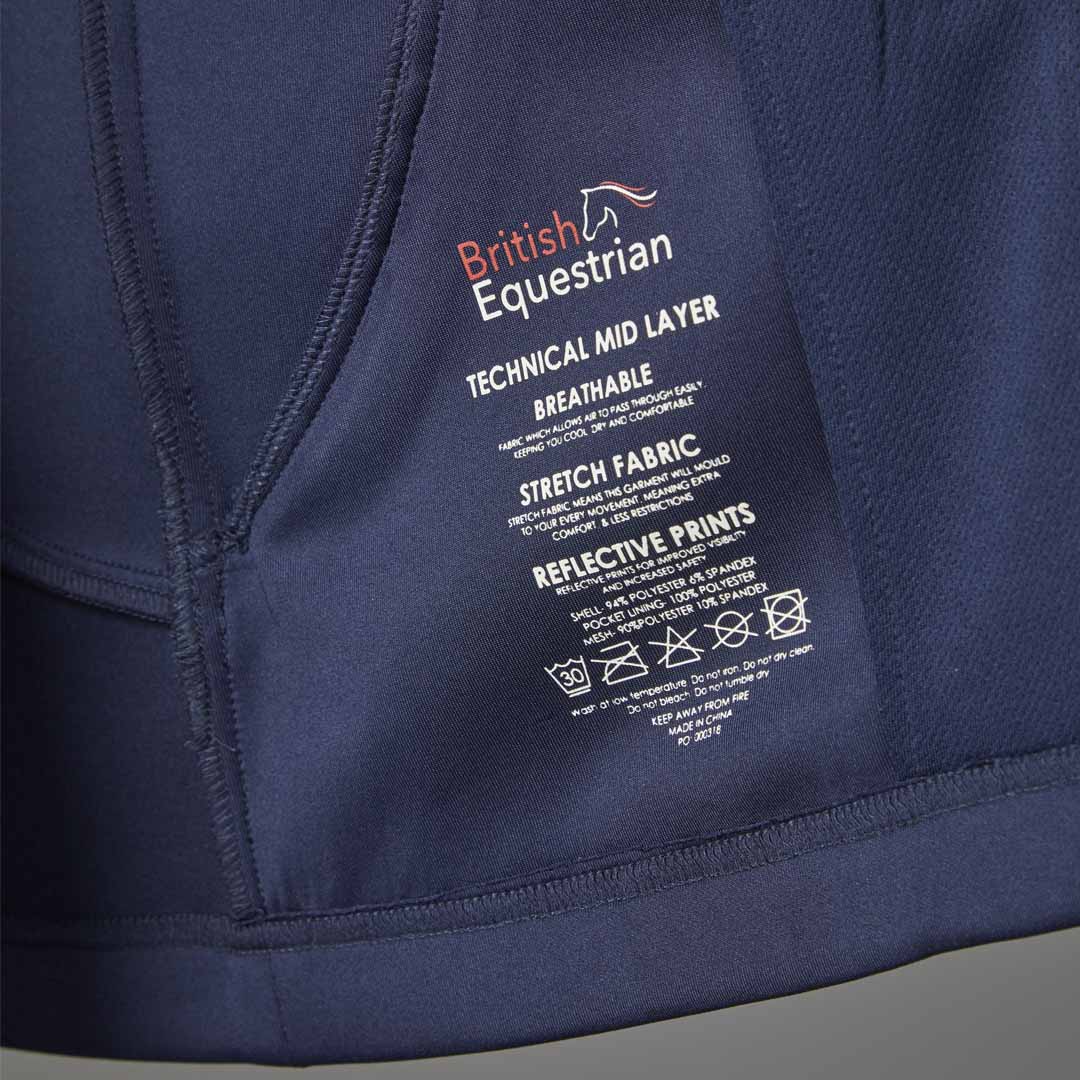 British
Equestrian
TECHNICAL MID LAYER
BREATHABLE
FABRIC WHICH ALLOWS AIR TO PASS THROUGH EASILY.
KEEPING YOU COOL, DRY AND COMFORTABLE
STRETCH FABRIC
STRETCH FABRIC MEANS THIS GARMENT WILL MOULD
TO YOUR EVERY MOVEMENT. MEANING EXTRA
COMFORT, & LESS RESTRICTIONS
REFLECTIVE PRINTS
REFLECTIVE PRINTS FOR IMPROVED VISIBILITY
AND INCREASED SAFETY
SHELL- 94% POLYESTER 6% SPANDEX
POCKET LINING- 100% POLYESTER
MESH- 90%POLYESTER 10% SPANDEX
30
Wash at low temperature. Do not iron. Do not dry clean.
Do not bleach. Do not tumble dry
KEEP AWAY FROM FIRE
MADE IN CHINA
PO: 000318